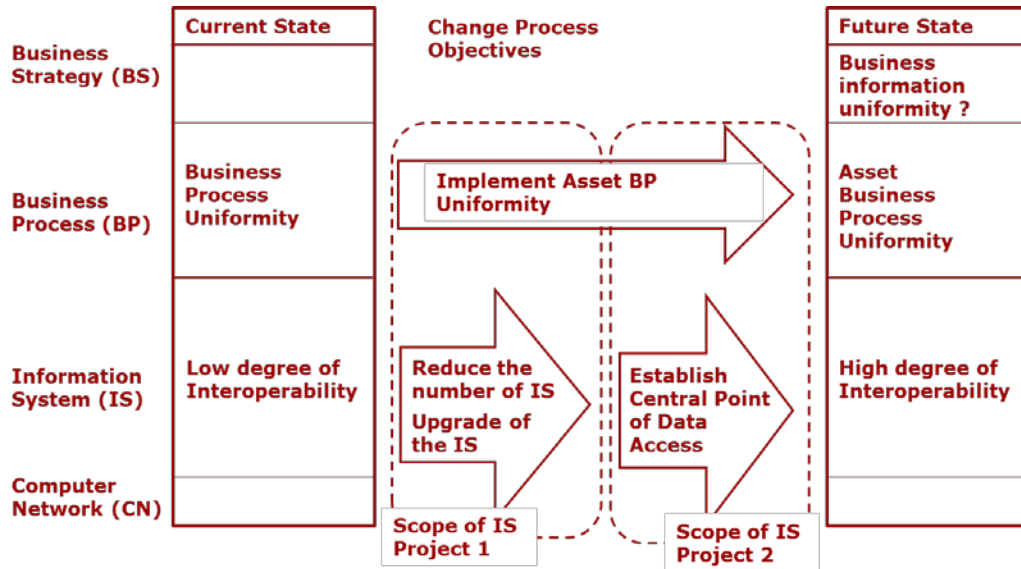 Current State
Change Process
Objectives
Future State
Business
Strategy (BS)
Business
information
uniformity ?
Business
Process (BP)
Business
Process
Uniformity
Implement Asset BP
Uniformity
Asset
Business
Process
Uniformity
Information
System (IS)
Low degree of
Interoperability
Reduce the
number of IS
Upgrade of
the IS
Establish
Central Point
of Data
Access
High degree of
Interoperability
Computer
Network (CN)
Scope of IS
Project 1
Scope of IS
Project 2